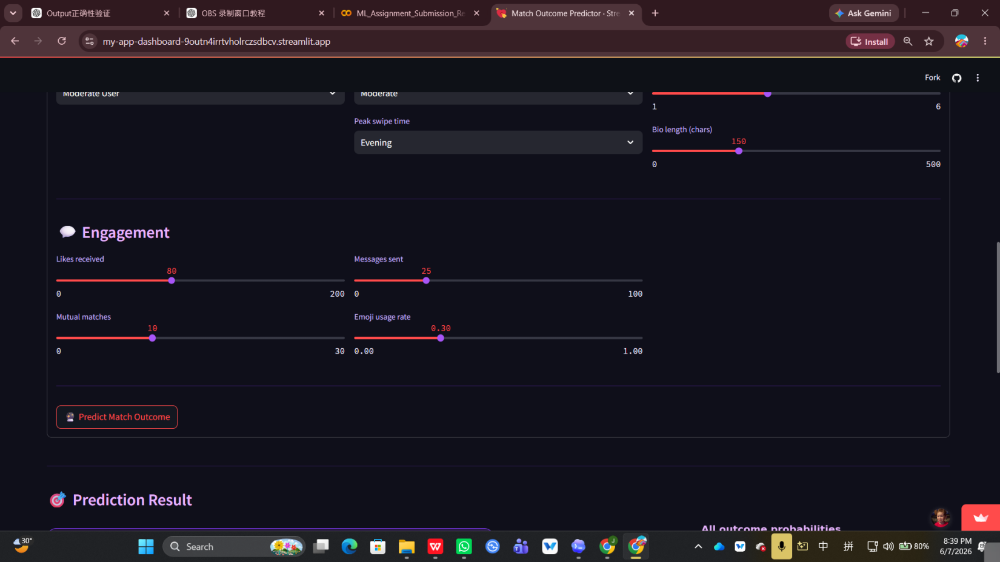 Output正确性验证
OBS 录制窗口教程
ML_Assignment_Submission_Re
Match Outcome Predictor · Stre
Ask Gemini
my-app-dashboard-9outn4irrtvholrczsdbcv.streamlit.app
Install
Fork
Moderate User
Moderate
1
6
Peak swipe time
Evening
Bio length (chars)
150
0
500
Engagement
Likes received
80
0
200
Messages sent
25
0
100
Mutual matches
10
0
30
Emoji usage rate
0.30
0.00
1.00
Predict Match Outcome
Prediction Result
All outcome probabilities
30°
Search
中
拼
80%
8:39 PM
6/7/2026